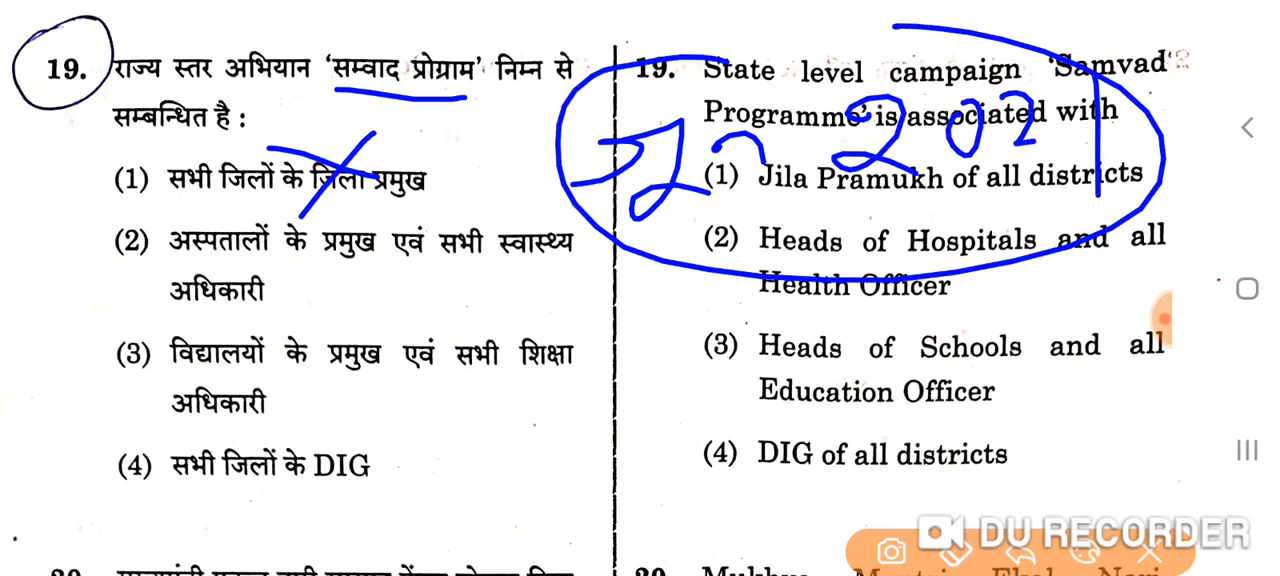 19. राज्य स्तर अभियान 'सम्वाद प्रोग्राम' निम्न से
सम्बन्धित है :
(1) सभी जिलों के जिला प्रमुख
(2) अस्पतालों के प्रमुख एवं सभी स्वास्थ्य
अधिकारी
(3) विद्यालयों के प्रमुख एवं सभी शिक्षा
अधिकारी
(4) सभी जिलों के DIG
19. State level campaign 'Samvad
Programme' is associated with
जून 2021
(1) Jila Pramukh of all districts
(2) Heads of Hospitals and all
Health Officer
(3) Heads of Schools and all
Education Officer
(4) DIG of all districts
DU RECORDER